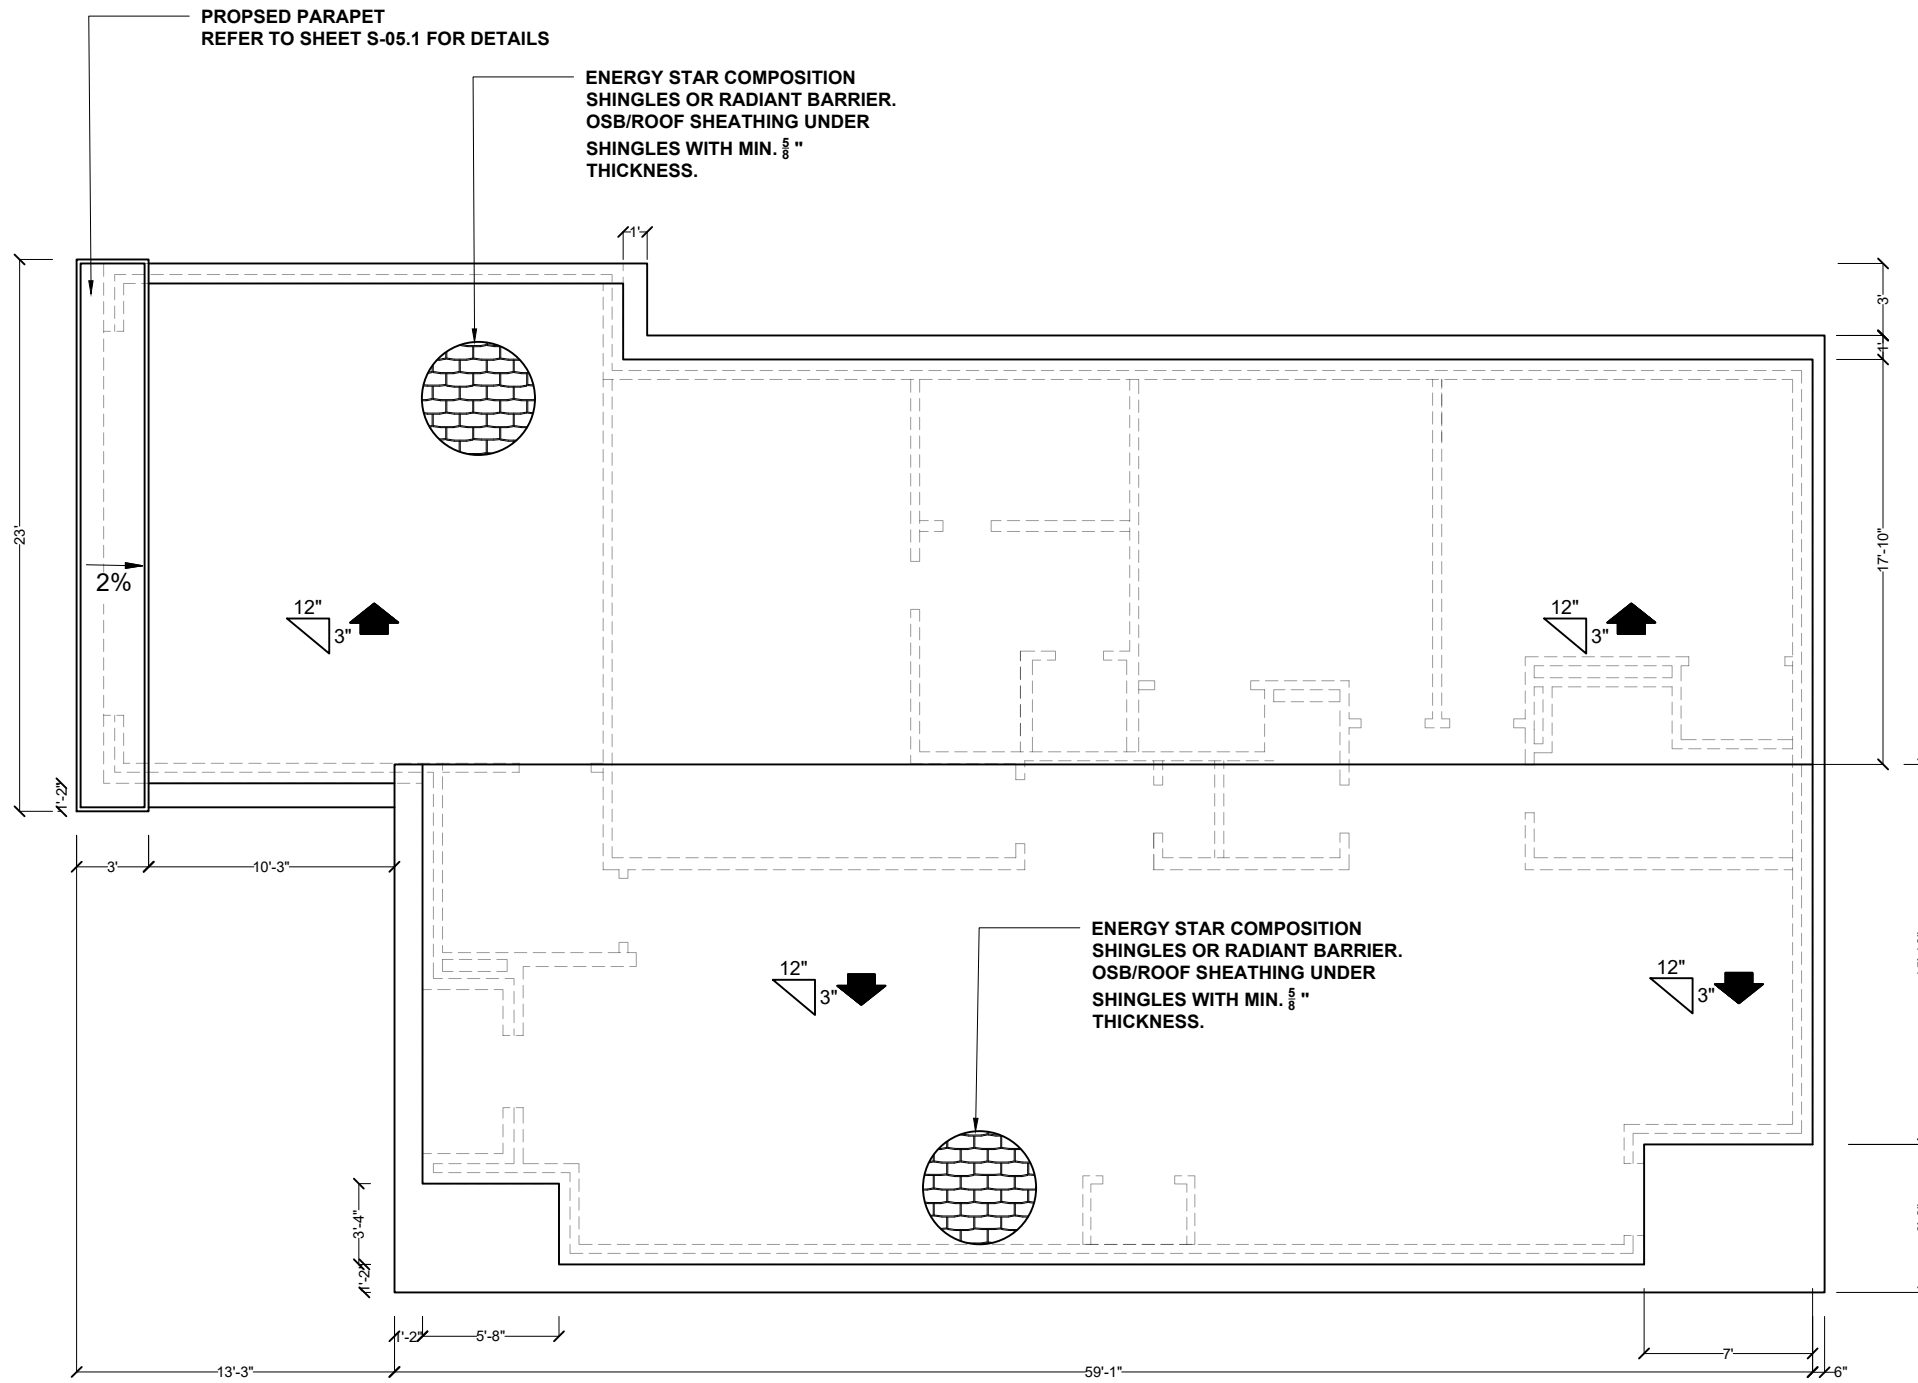 PROPSED PARAPET
REFER TO SHEET S-05.1 FOR DETAILS
ENERGY STAR COMPOSITION
SHINGLES OR RADIANT BARRIER.
OSB/ROOF SHEATHING UNDER
SHINGLES WITH MIN. 5/8 "
THICKNESS.
1'
3'
1'
23'
17'-10"
2%
12"
3"
12"
3"
1'-2"
3'
10'-3"
ENERGY STAR COMPOSITION
SHINGLES OR RADIANT BARRIER.
OSB/ROOF SHEATHING UNDER
SHINGLES WITH MIN. 5/8 "
THICKNESS.
12"
3"
12"
3"
3'-4"
1'-2"
1'-2"
5'-8"
7'
13'-3"
59'-1"
6"